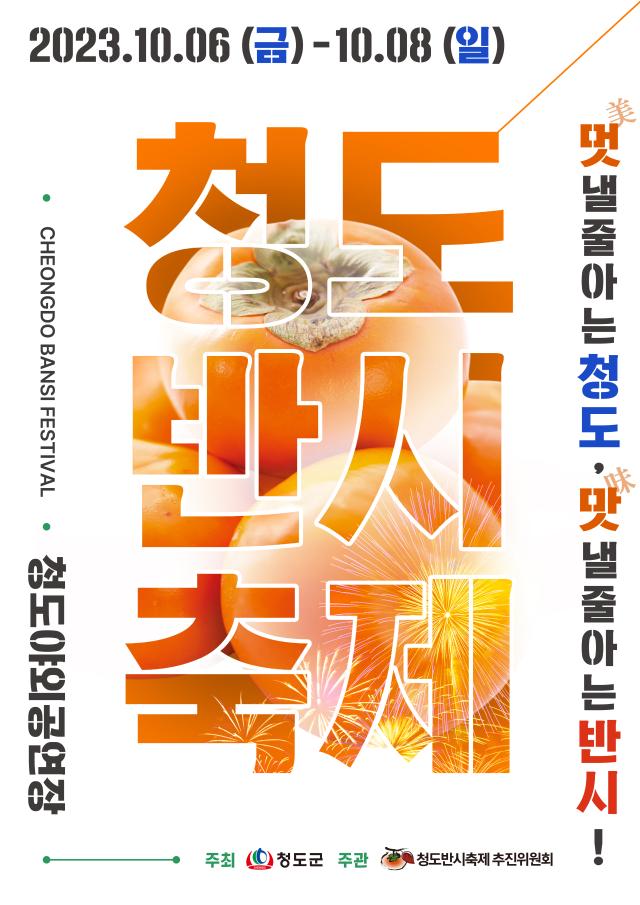 2023.10.06 (금) - 10.08 (일)
청도
반시
축제
CHEONGDO BANSI FESTIVAL
청도야외공연장
美
멋낼줄아는청도,
味
맛낼줄아는반시!
주최 청도군 주관 청도반시축제 추진위원회